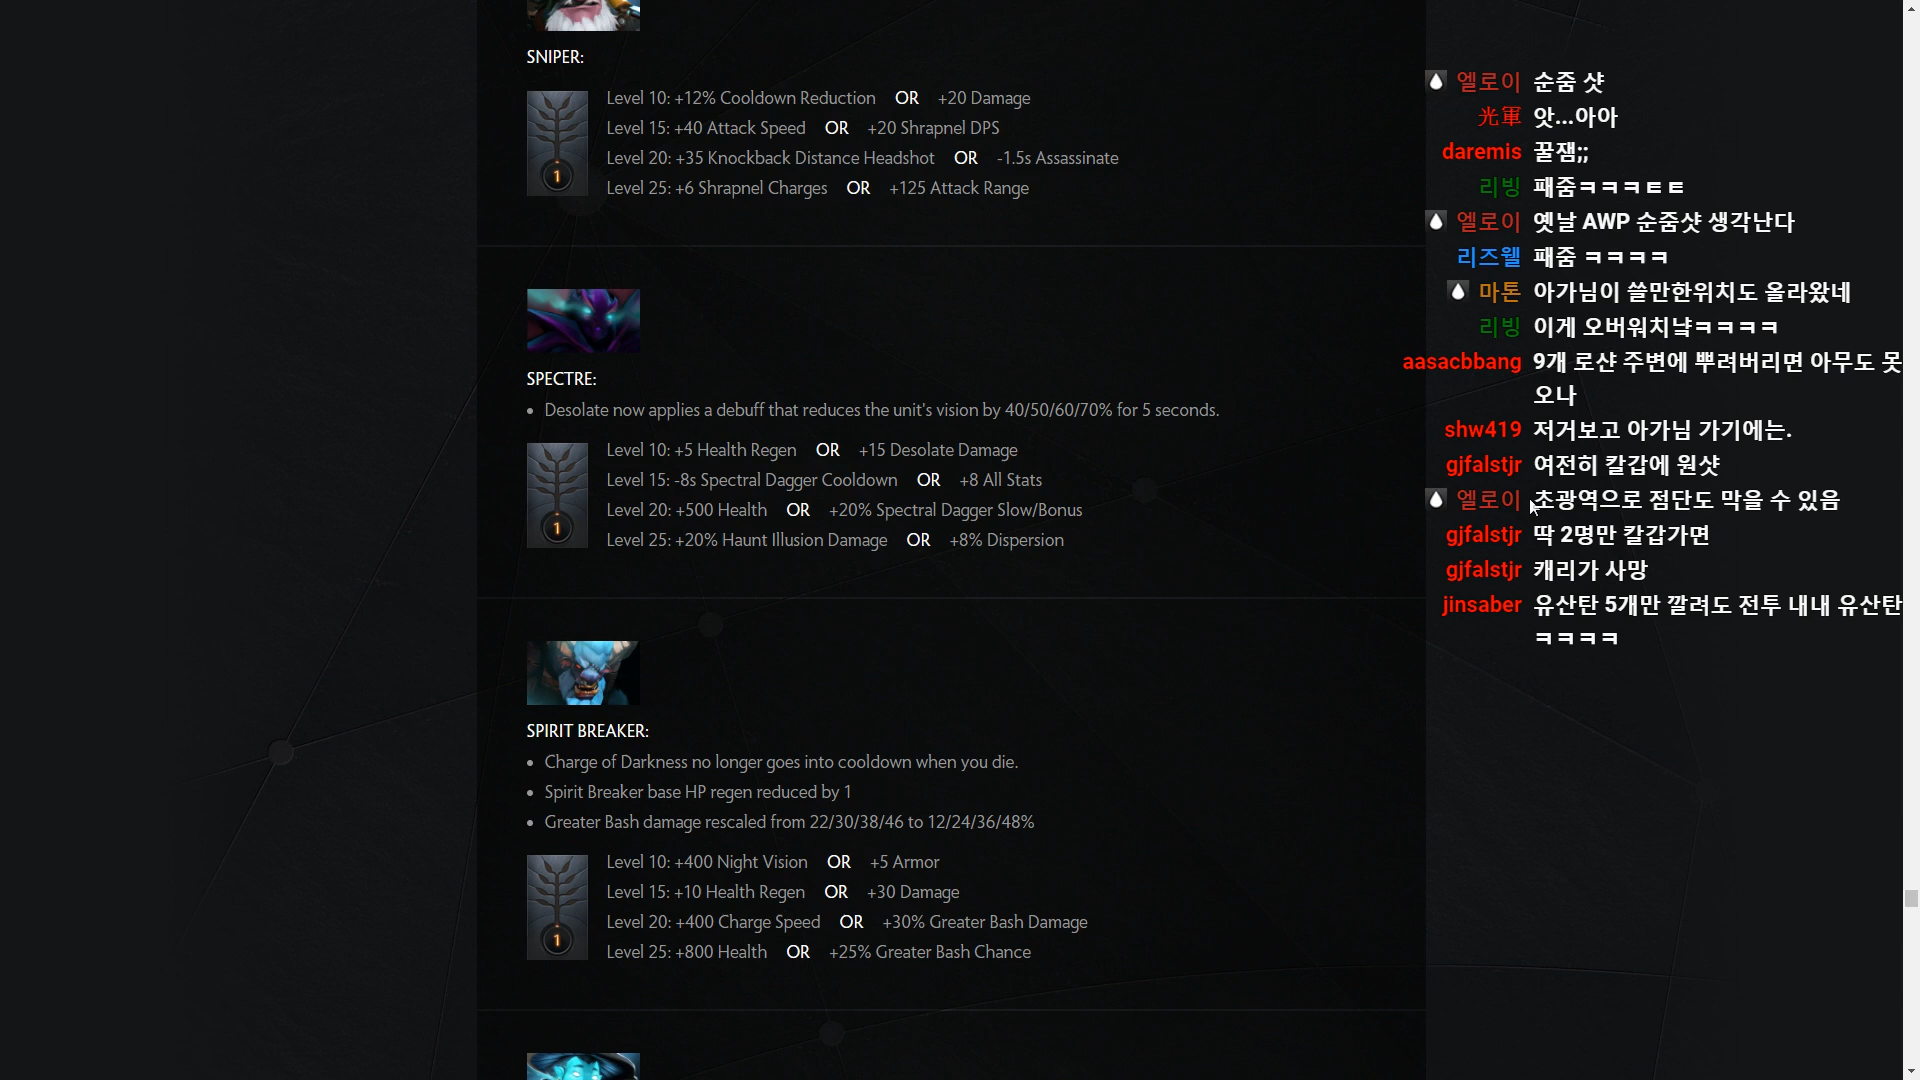 SNIPER:
Level 10: +12% Cooldown Reduction OR +20 Damage
Level 15: +40 Attack Speed OR +20 Shrapnel DPS
Level 20: +35 Knockback Distance Headshot OR -1.5s Assassinate
Level 25: +6 Shrapnel Charges OR +125 Attack Range
1
SPECTRE:
• Desolate now applies a debuff that reduces the unit's vision by 40/50/60/70% for 5 seconds.
Level 10: +5 Health Regen OR +15 Desolate Damage
Level 15: -8s Spectral Dagger Cooldown OR +8 All Stats
Level 20: +500 Health OR +20% Spectral Dagger Slow/Bonus
Level 25: +20% Haunt Illusion Damage OR +8% Dispersion
1
SPIRIT BREAKER:
• Charge of Darkness no longer goes into cooldown when you die.
• Spirit Breaker base HP regen reduced by 1
• Greater Bash damage rescaled from 22/30/38/46 to 12/24/36/48%
Level 10: +400 Night Vision OR +5 Armor
Level 15: +10 Health Regen OR +30 Damage
Level 20: +400 Charge Speed OR +30% Greater Bash Damage
Level 25: +800 Health OR +25% Greater Bash Chance
1
엘로이 순줌 샷
光軍 앗...아아
daremis 꿀잼;;
리빙 패줌ㅋㅋㅋㅌㅌ
엘로이 옛날 AWP 순줌샷 생각난다
리즈웰 패줌 ㅋㅋㅋㅋ
마톤 아가님이 쓸만한위치도 올라왔네
리빙 이게 오버워치냨ㅋㅋㅋㅋ
aasacbbang 9개 로샨 주변에 뿌려버리면 아무도 못
오나
shw419 저거보고 아가님 가기에는.
gjfalstjr 여전히 칼갑에 원샷
엘로이 초광역으로 점단도 막을 수 있음
gjfalstjr 딱 2명만 칼갑가면
gjfalstjr 캐리가 사망
jinsaber 유산탄 5개만 깔려도 전투 내내 유산탄
ㅋㅋㅋㅋ